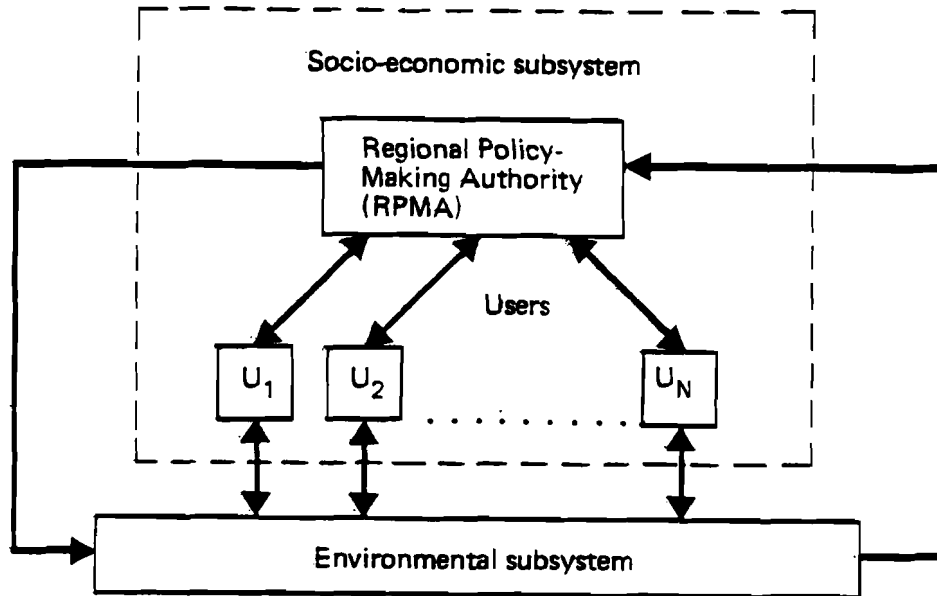 Socio-economic subsystem
Regional Policy-
Making Authority
(RPMA)
Users
U1 U2 . . . . . . . . . UN
Environmental subsystem